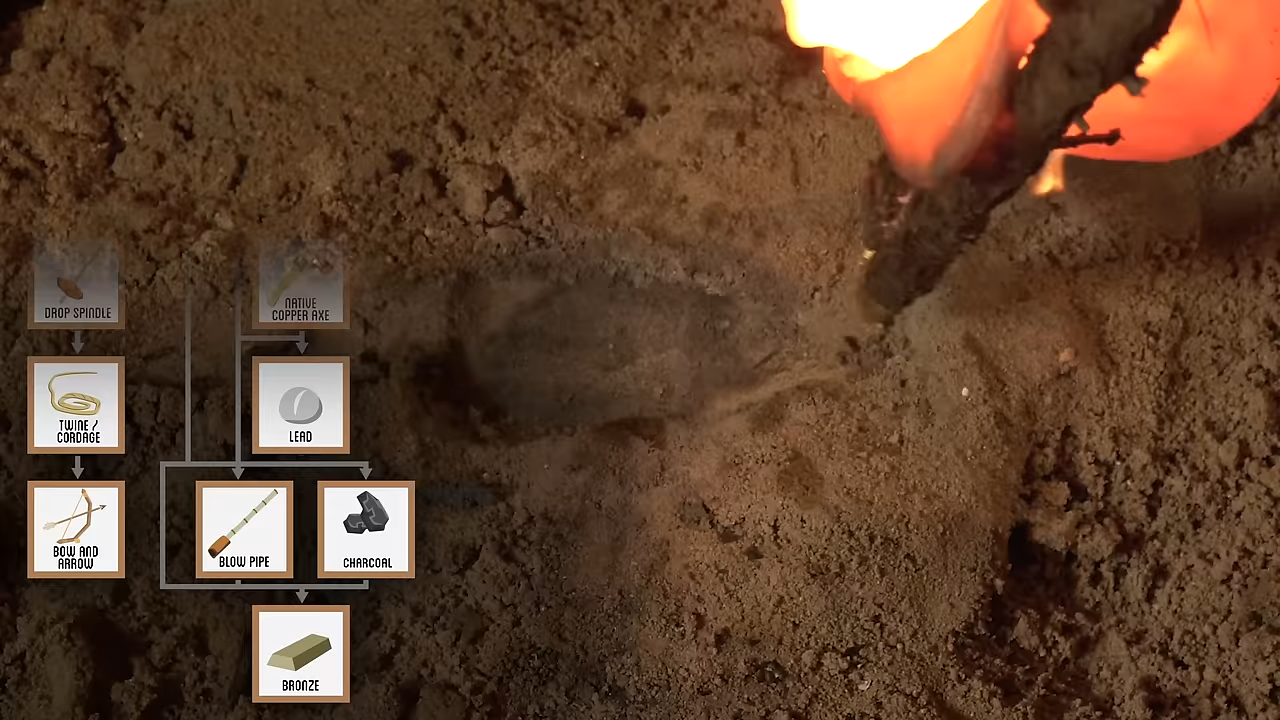 DROP SPINDLE
NATIVE
COPPER AXE
TWINE /
CORDAGE
LEAD
BOW AND
ARROW
BLOW PIPE
CHARCOAL
BRONZE